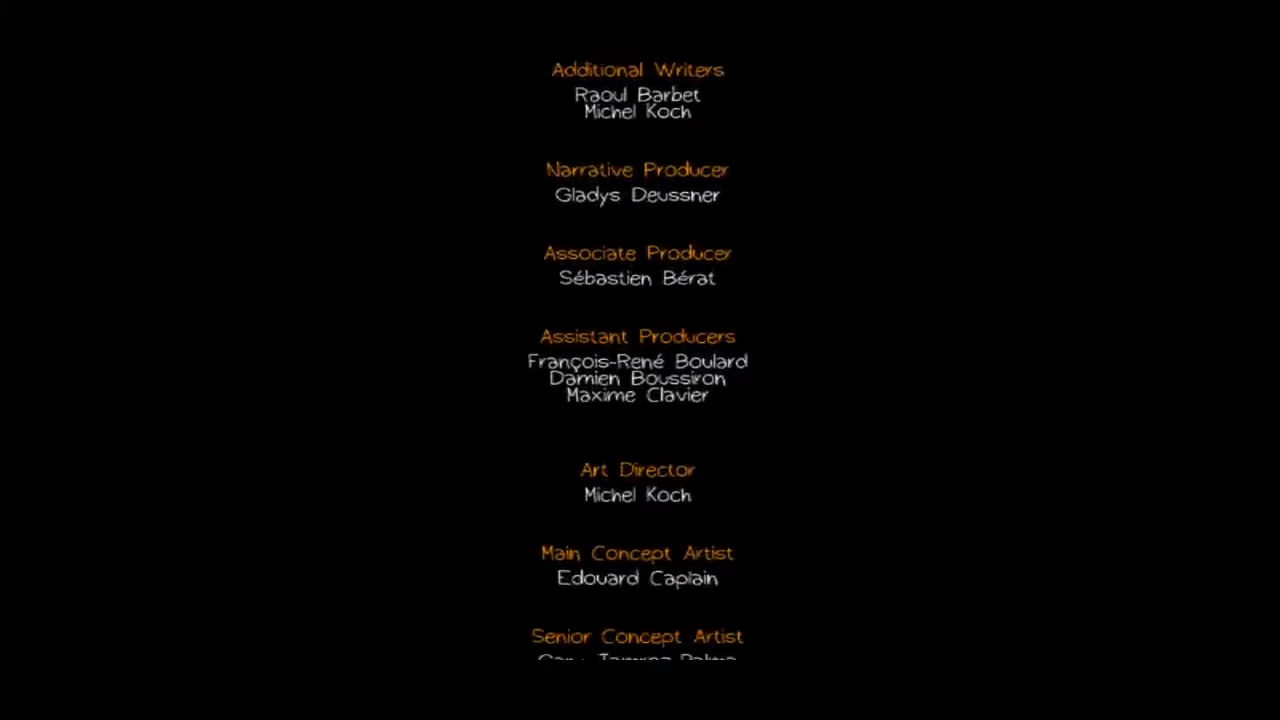 Additional Writers
Raoul Barbet
Michel Koch
Narrative Producer
Gladys Deussner
Associate Producer
Sébastien Bérat
Assistant Producers
François-René Boulard
Damien Boussiron
Maxime Clavier
Art Director
Michel Koch
Main Concept Artist
Edouard Caplain
Senior Concept Artist